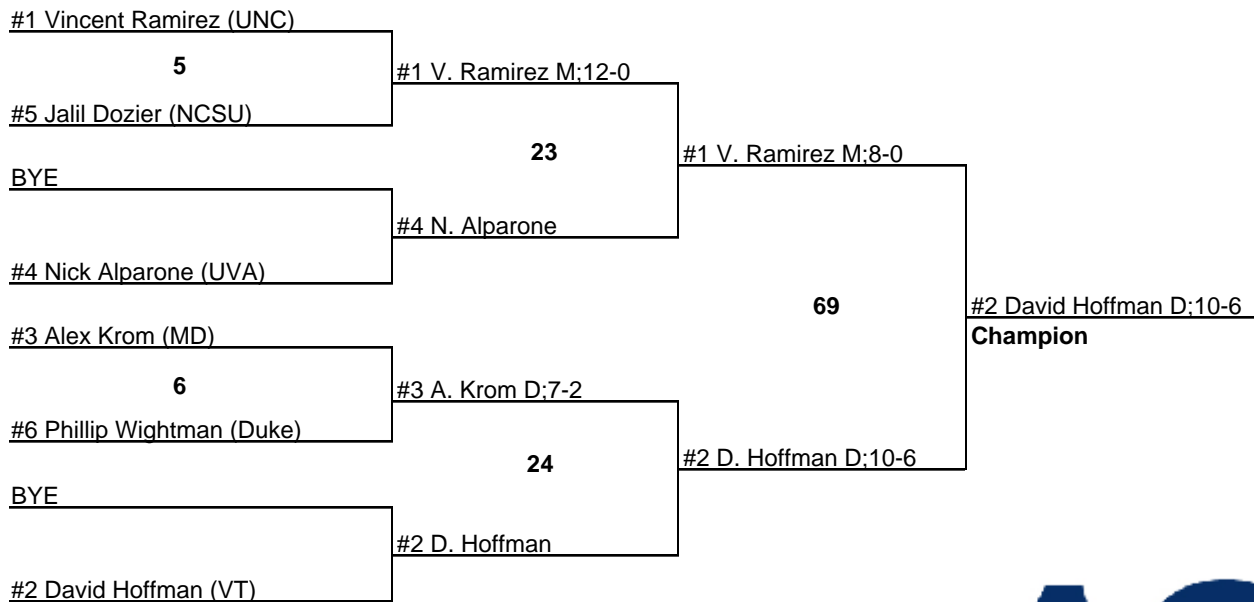 #1 Vincent Ramirez (UNC)
5
#1 V. Ramirez M;12-0
#5 Jalil Dozier (NCSU)
23
#1 V. Ramirez M;8-0
BYE
#4 N. Alparone
#4 Nick Alparone (UVA)
69
#2 David Hoffman D;10-6
Champion
#3 Alex Krom (MD)
6
#3 A. Krom D;7-2
#6 Phillip Wightman (Duke)
24
#2 D. Hoffman D;10-6
BYE
#2 D. Hoffman
#2 David Hoffman (VT)